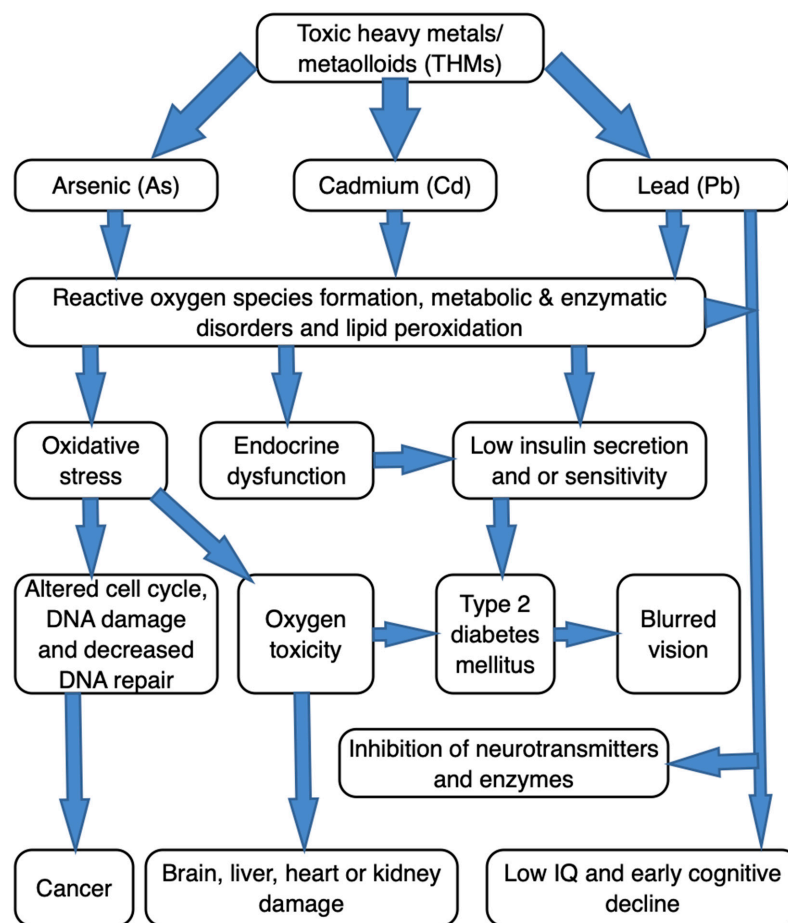 Toxic heavy metals/
metaolloids (THMs)
Arsenic (As)
Cadmium (Cd)
Lead (Pb)
Reactive oxygen species formation, metabolic & enzymatic
disorders and lipid peroxidation
Oxidative
stress
Endocrine
dysfunction
Low insulin secretion
and or sensitivity
Altered cell cycle,
DNA damage
and decreased
DNA repair
Oxygen
toxicity
Type 2
diabetes
mellitus
Blurred
vision
Inhibition of neurotransmitters
and enzymes
Cancer
Brain, liver, heart or kidney
damage
Low IQ and early cognitive
decline